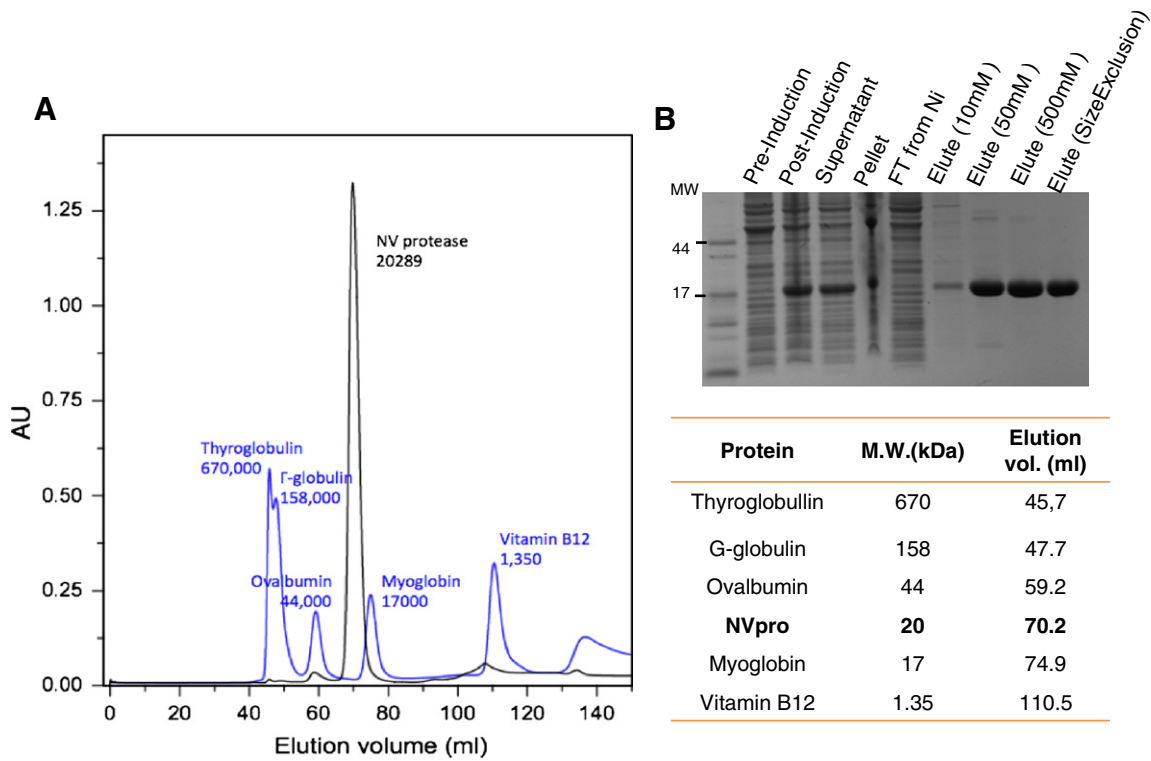 A
AU
1.25
1.00
0.75
0.50
0.25
0.00
0 20 40 60 80 100 120 140
Elution volume (ml)
Thyroglobulin
670,000
Γ-globulin
158,000
Ovalbumin
44,000
NV protease
20289
Myoglobin
17000
Vitamin B12
1,350
B
MW
44
17
Pre-Induction
Post-Induction
Supernatant
Pellet
FT from Ni
Elute (10mM )
Elute (50mM )
Elute (500mM )
Elute (SizeExclusion)
Protein M.W.(kDa) Elution
vol. (ml)
Thyroglobullin 670 45,7
G-globulin 158 47.7
Ovalbumin 44 59.2
NVpro 20 70.2
Myoglobin 17 74.9
Vitamin B12 1.35 110.5